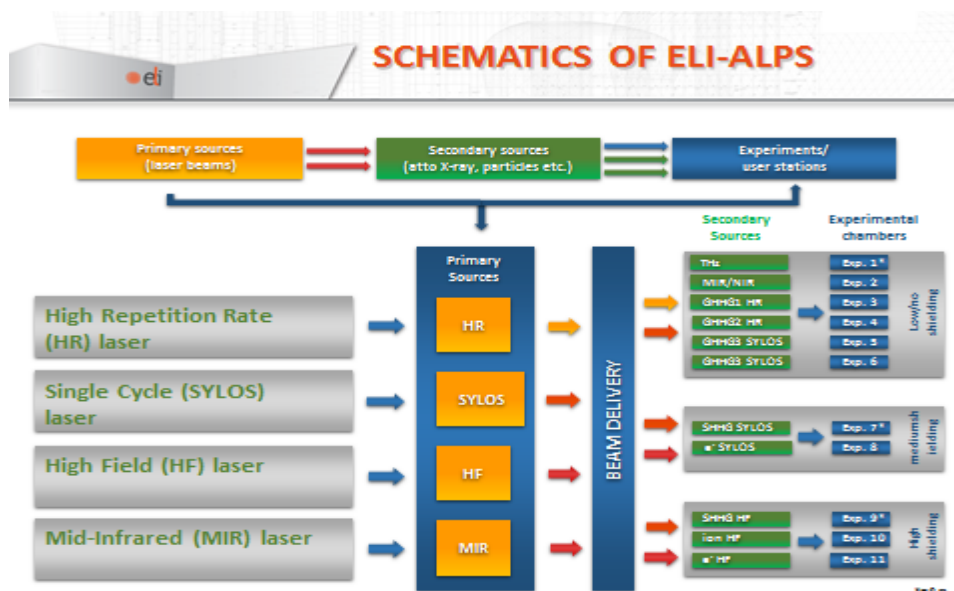 eli
SCHEMATICS OF ELI-ALPS
Primary sources
(laser beams)
Secondary sources
(atto X-ray, particles etc.)
Experiments/
user stations
Secondary
Sources
Experimental
chambers
Primary
Sources
High Repetition Rate
(HR) laser
HR
Single Cycle (SYLOS)
laser
SYLOS
High Field (HF) laser
HF
Mid-Infrared (MIR) laser
MIR
BEAM DELIVERY
THz
Exp. 1*
MIR/NIR
Exp. 2
GHHG1 HR
Exp. 3
GHHG2 HR
Exp. 4
GHHG3 SYLOS
Exp. 5
GHHG3 SYLOS
Exp. 6
Low/no
shielding
SHHG SYLOS
Exp. 7*
e- SYLOS
Exp. 8
mediumsh
ielding
SHHG HF
Exp. 9*
ion HF
Exp. 10
e- HF
Exp. 11
High
shielding